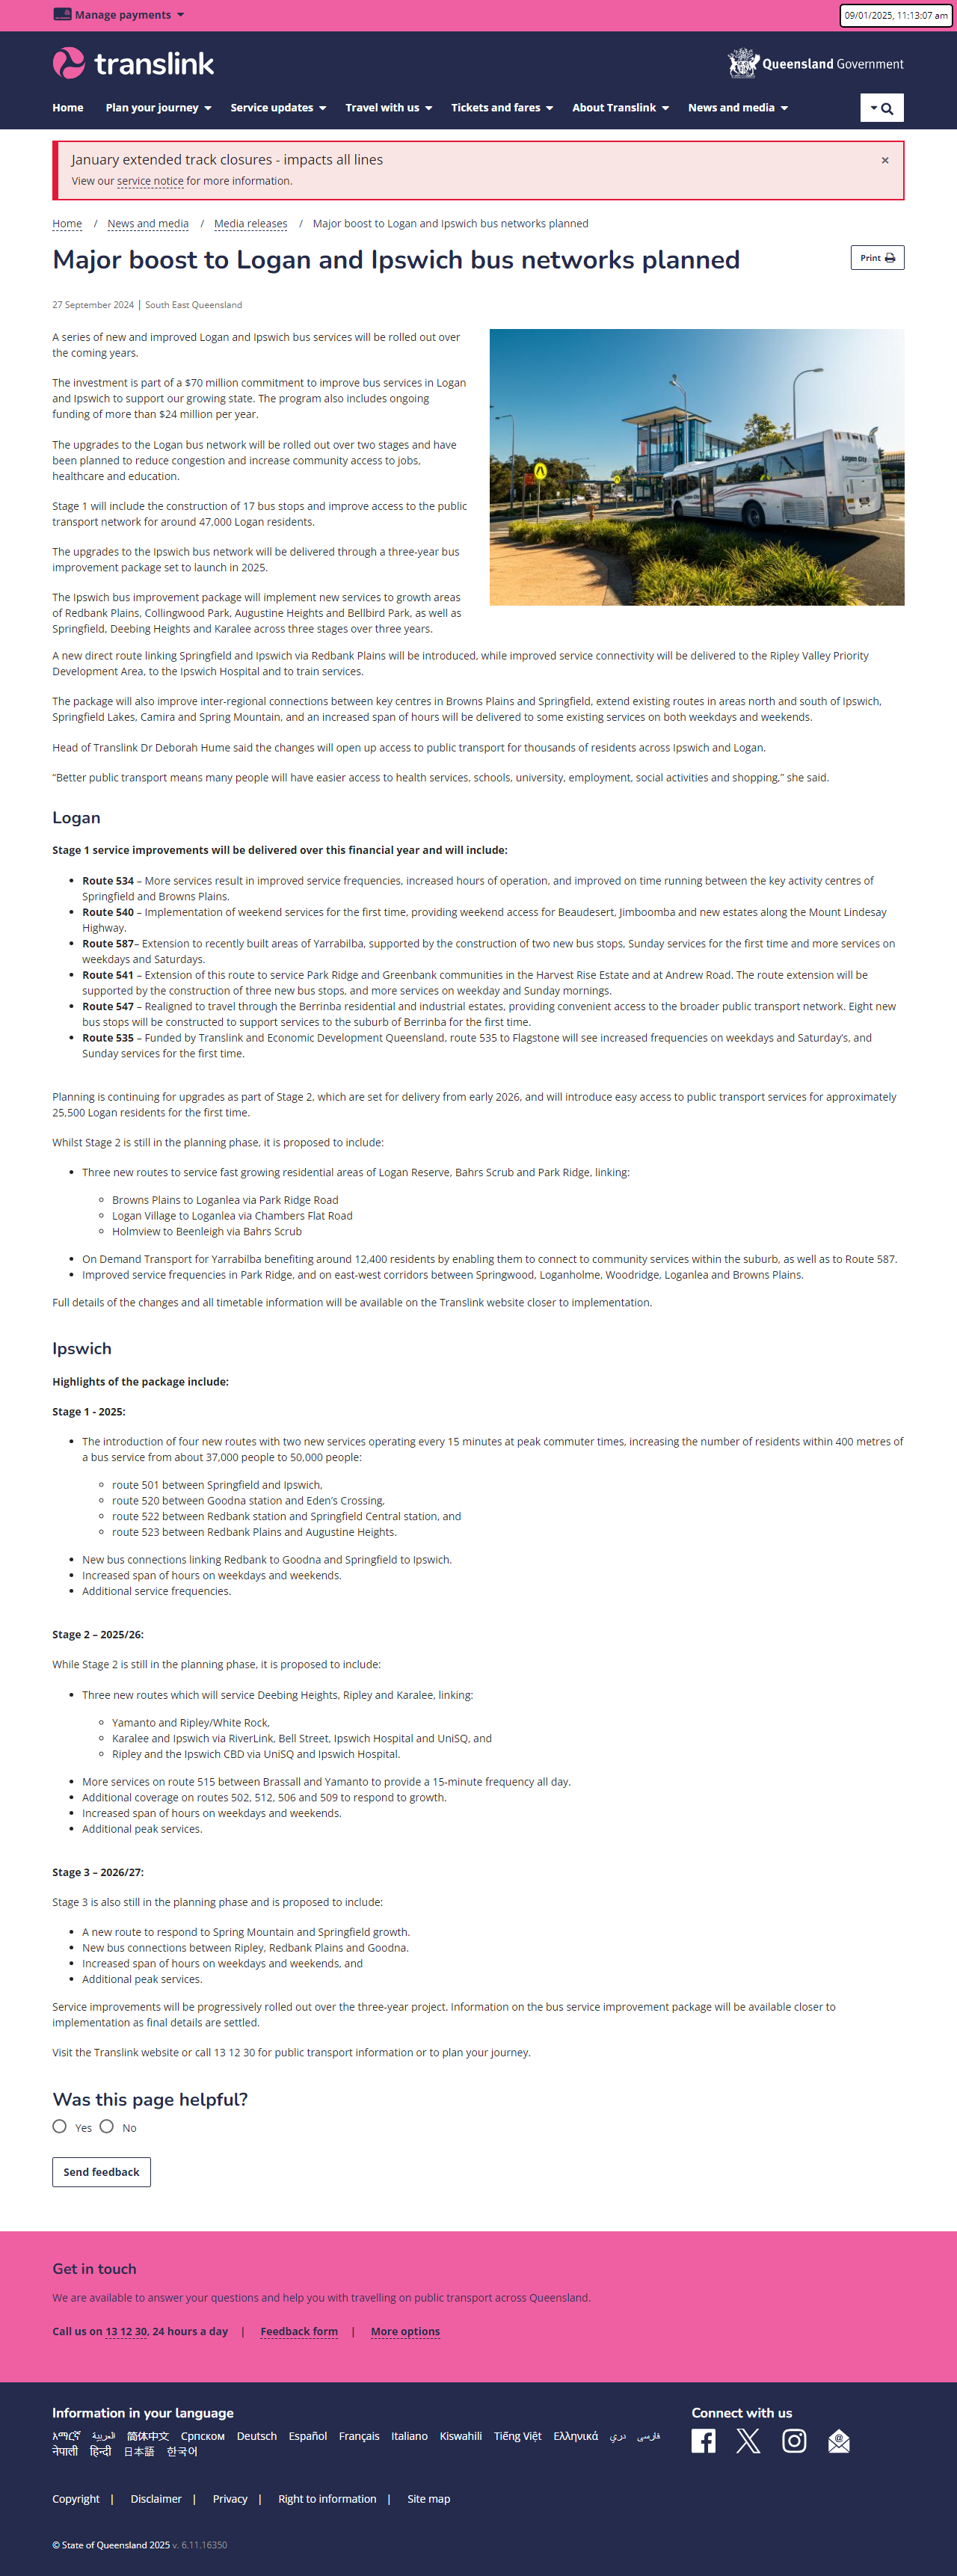 Manage payments
09/01/2025, 11:13:07 am
translink
Queensland Government
Home Plan your journey Service updates Travel with us Tickets and fares About Translink News and media
January extended track closures - impacts all lines
×
View our service notice for more information.
Home / News and media / Media releases / Major boost to Logan and Ipswich bus networks planned
Major boost to Logan and Ipswich bus networks planned
Print
27 September 2024 | South East Queensland
A series of new and improved Logan and Ipswich bus services will be rolled out over
the coming years.
The investment is part of a $70 million commitment to improve bus services in Logan
and Ipswich to support our growing state. The program also includes ongoing
funding of more than $24 million per year.
The upgrades to the Logan bus network will be rolled out over two stages and have
been planned to reduce congestion and increase community access to jobs,
healthcare and education.
Stage 1 will include the construction of 17 bus stops and improve access to the public
transport network for around 47,000 Logan residents.
The upgrades to the Ipswich bus network will be delivered through a three-year bus
improvement package set to launch in 2025.
The Ipswich bus improvement package will implement new services to growth areas
of Redbank Plains, Collingwood Park, Augustine Heights and Bellbird Park, as well as
Springfield, Deebing Heights and Karalee across three stages over three years.
Logan City
A new direct route linking Springfield and Ipswich via Redbank Plains will be introduced, while improved service connectivity will be delivered to the Ripley Valley Priority
Development Area, to the Ipswich Hospital and to train services.
The package will also improve inter-regional connections between key centres in Browns Plains and Springfield, extend existing routes in areas north and south of Ipswich,
Springfield Lakes, Camira and Spring Mountain, and an increased span of hours will be delivered to some existing services on both weekdays and weekends.
Head of Translink Dr Deborah Hume said the changes will open up access to public transport for thousands of residents across Ipswich and Logan.
"Better public transport means many people will have easier access to health services, schools, university, employment, social activities and shopping," she said.
Logan
Stage 1 service improvements will be delivered over this financial year and will include:
• Route 534 – More services result in improved service frequencies, increased hours of operation, and improved on time running between the key activity centres of
Springfield and Browns Plains.
• Route 540 – Implementation of weekend services for the first time, providing weekend access for Beaudesert, Jimboomba and new estates along the Mount Lindesay
Highway.
• Route 587– Extension to recently built areas of Yarrabilba, supported by the construction of two new bus stops, Sunday services for the first time and more services on
weekdays and Saturdays.
• Route 541 – Extension of this route to service Park Ridge and Greenbank communities in the Harvest Rise Estate and at Andrew Road. The route extension will be
supported by the construction of three new bus stops, and more services on weekday and Sunday mornings.
• Route 547 – Realigned to travel through the Berrinba residential and industrial estates, providing convenient access to the broader public transport network. Eight new
bus stops will be constructed to support services to the suburb of Berrinba for the first time.
• Route 535 – Funded by Translink and Economic Development Queensland, route 535 to Flagstone will see increased frequencies on weekdays and Saturday's, and
Sunday services for the first time.
Planning is continuing for upgrades as part of Stage 2, which are set for delivery from early 2026, and will introduce easy access to public transport services for approximately
25,500 Logan residents for the first time.
Whilst Stage 2 is still in the planning phase, it is proposed to include:
• Three new routes to service fast growing residential areas of Logan Reserve, Bahrs Scrub and Park Ridge, linking:
◦ Browns Plains to Loganlea via Park Ridge Road
◦ Logan Village to Loganlea via Chambers Flat Road
◦ Holmview to Beenleigh via Bahrs Scrub
• On Demand Transport for Yarrabilba benefiting around 12,400 residents by enabling them to connect to community services within the suburb, as well as to Route 587.
• Improved service frequencies in Park Ridge, and on east-west corridors between Springwood, Loganholme, Woodridge, Loganlea and Browns Plains.
Full details of the changes and all timetable information will be available on the Translink website closer to implementation.
Ipswich
Highlights of the package include:
Stage 1 - 2025:
• The introduction of four new routes with two new services operating every 15 minutes at peak commuter times, increasing the number of residents within 400 metres of
a bus service from about 37,000 people to 50,000 people:
◦ route 501 between Springfield and Ipswich,
◦ route 520 between Goodna station and Eden's Crossing,
◦ route 522 between Redbank station and Springfield Central station, and
◦ route 523 between Redbank Plains and Augustine Heights.
• New bus connections linking Redbank to Goodna and Springfield to Ipswich.
• Increased span of hours on weekdays and weekends.
• Additional service frequencies.
Stage 2 – 2025/26:
While Stage 2 is still in the planning phase, it is proposed to include:
• Three new routes which will service Deebing Heights, Ripley and Karalee, linking:
◦ Yamanto and Ripley/White Rock,
◦ Karalee and Ipswich via RiverLink, Bell Street, Ipswich Hospital and UniSQ, and
◦ Ripley and the Ipswich CBD via UniSQ and Ipswich Hospital.
• More services on route 515 between Brassall and Yamanto to provide a 15-minute frequency all day.
• Additional coverage on routes 502, 512, 506 and 509 to respond to growth.
• Increased span of hours on weekdays and weekends.
• Additional peak services.
Stage 3 – 2026/27:
Stage 3 is also still in the planning phase and is proposed to include:
• A new route to respond to Spring Mountain and Springfield growth.
• New bus connections between Ripley, Redbank Plains and Goodna.
• Increased span of hours on weekdays and weekends, and
• Additional peak services.
Service improvements will be progressively rolled out over the three-year project. Information on the bus service improvement package will be available closer to
implementation as final details are settled.
Visit the Translink website or call 13 12 30 for public transport information or to plan your journey.
Was this page helpful?
Yes No
Send feedback
Get in touch
We are available to answer your questions and help you with travelling on public transport across Queensland.
Call us on 13 12 30, 24 hours a day | Feedback form | More options
Information in your language
Connect with us
አማርኛ العربية 简体中文 Српском Deutsch Español Français Italiano Kiswahili Tiếng Việt Ελληνικά دری فارسی
नेपाली हिन्दी 日本語 한국어
Copyright | Disclaimer | Privacy | Right to information | Site map
© State of Queensland 2025 v. 6.11.16350